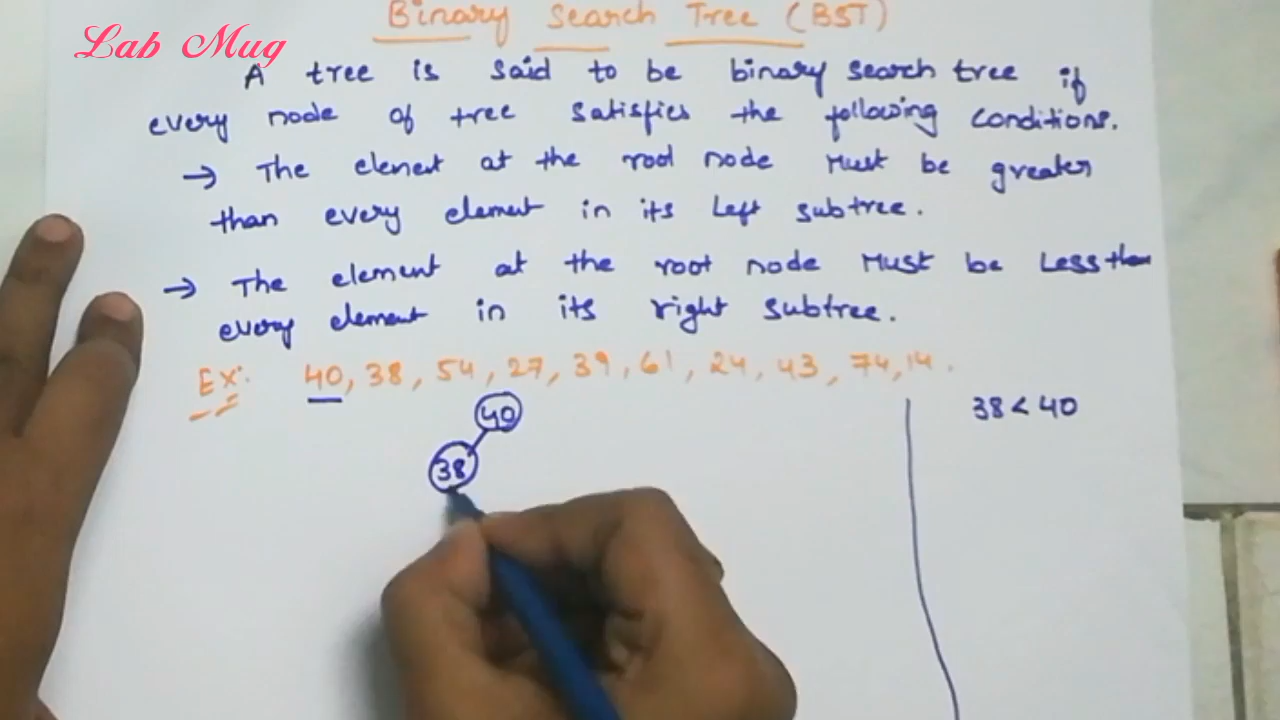 Binary Search Tree (BST)
Lab Mug
A tree is said to be binary search tree if
every node of tree satisfies the following conditions.
→ The elenent at the root node Must be greater
than every element in its Left subtree.
→ The element at the root node Must be Less than
every element in its right subtree.
Ex: 40, 38, 54, 27, 39, 61, 24, 43, 74, 14.
40
38 < 40
38